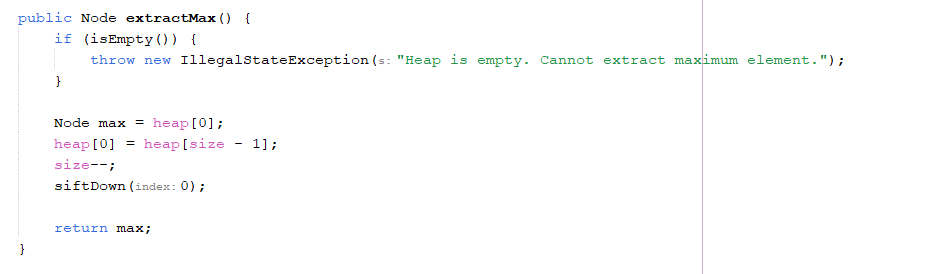 public Node extractMax() {
    if (isEmpty()) {
        throw new IllegalStateException(s: "Heap is empty. Cannot extract maximum element.");
    }
    Node max = heap[0];
    heap[0] = heap[size - 1];
    size--;
    siftDown(index: 0);
    return max;
}